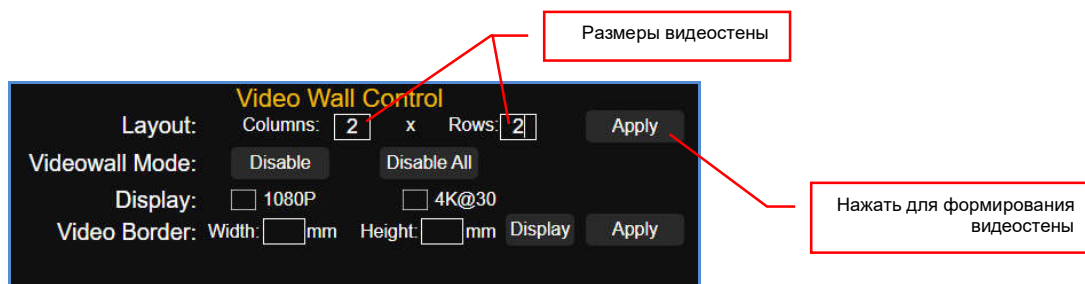 Размеры видеостены
Video Wall Control
Layout: Columns: 2 x Rows: 2 Apply
Videowall Mode: Disable Disable All
Display: 1080P 4K@30
Video Border: Width: mm Height: mm Display Apply
Нажать для формирования
видеостены